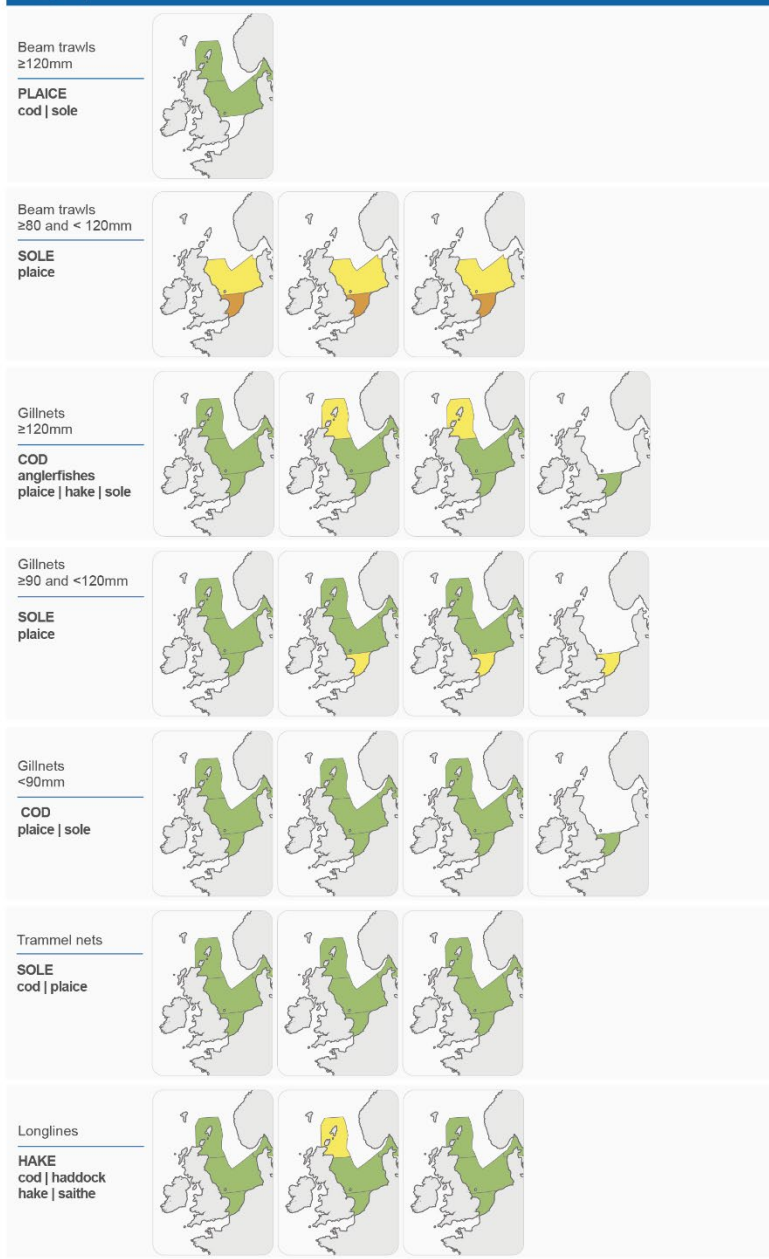 Beam trawls
≥120mm
PLAICE
cod | sole
Beam trawls
≥80 and < 120mm
SOLE
plaice
Gillnets
≥120mm
COD
anglerfishes
plaice | hake | sole
Gillnets
≥90 and <120mm
SOLE
plaice
Gillnets
<90mm
COD
plaice | sole
Trammel nets
SOLE
cod | plaice
Longlines
HAKE
cod | haddock
hake | saithe